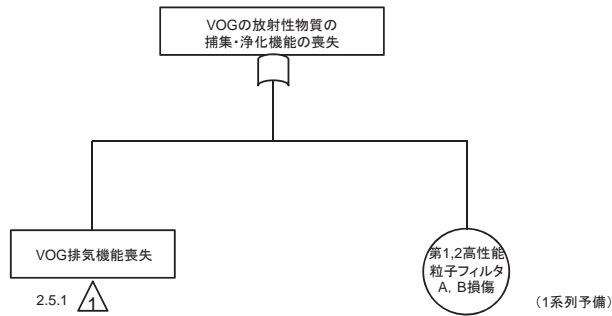 VOGの放射性物質の
捕集・浄化機能の喪失
VOG排気機能喪失
2.5.1
1
第1,2高性能
粒子フィルタ
A, B損傷
（1系列予備）